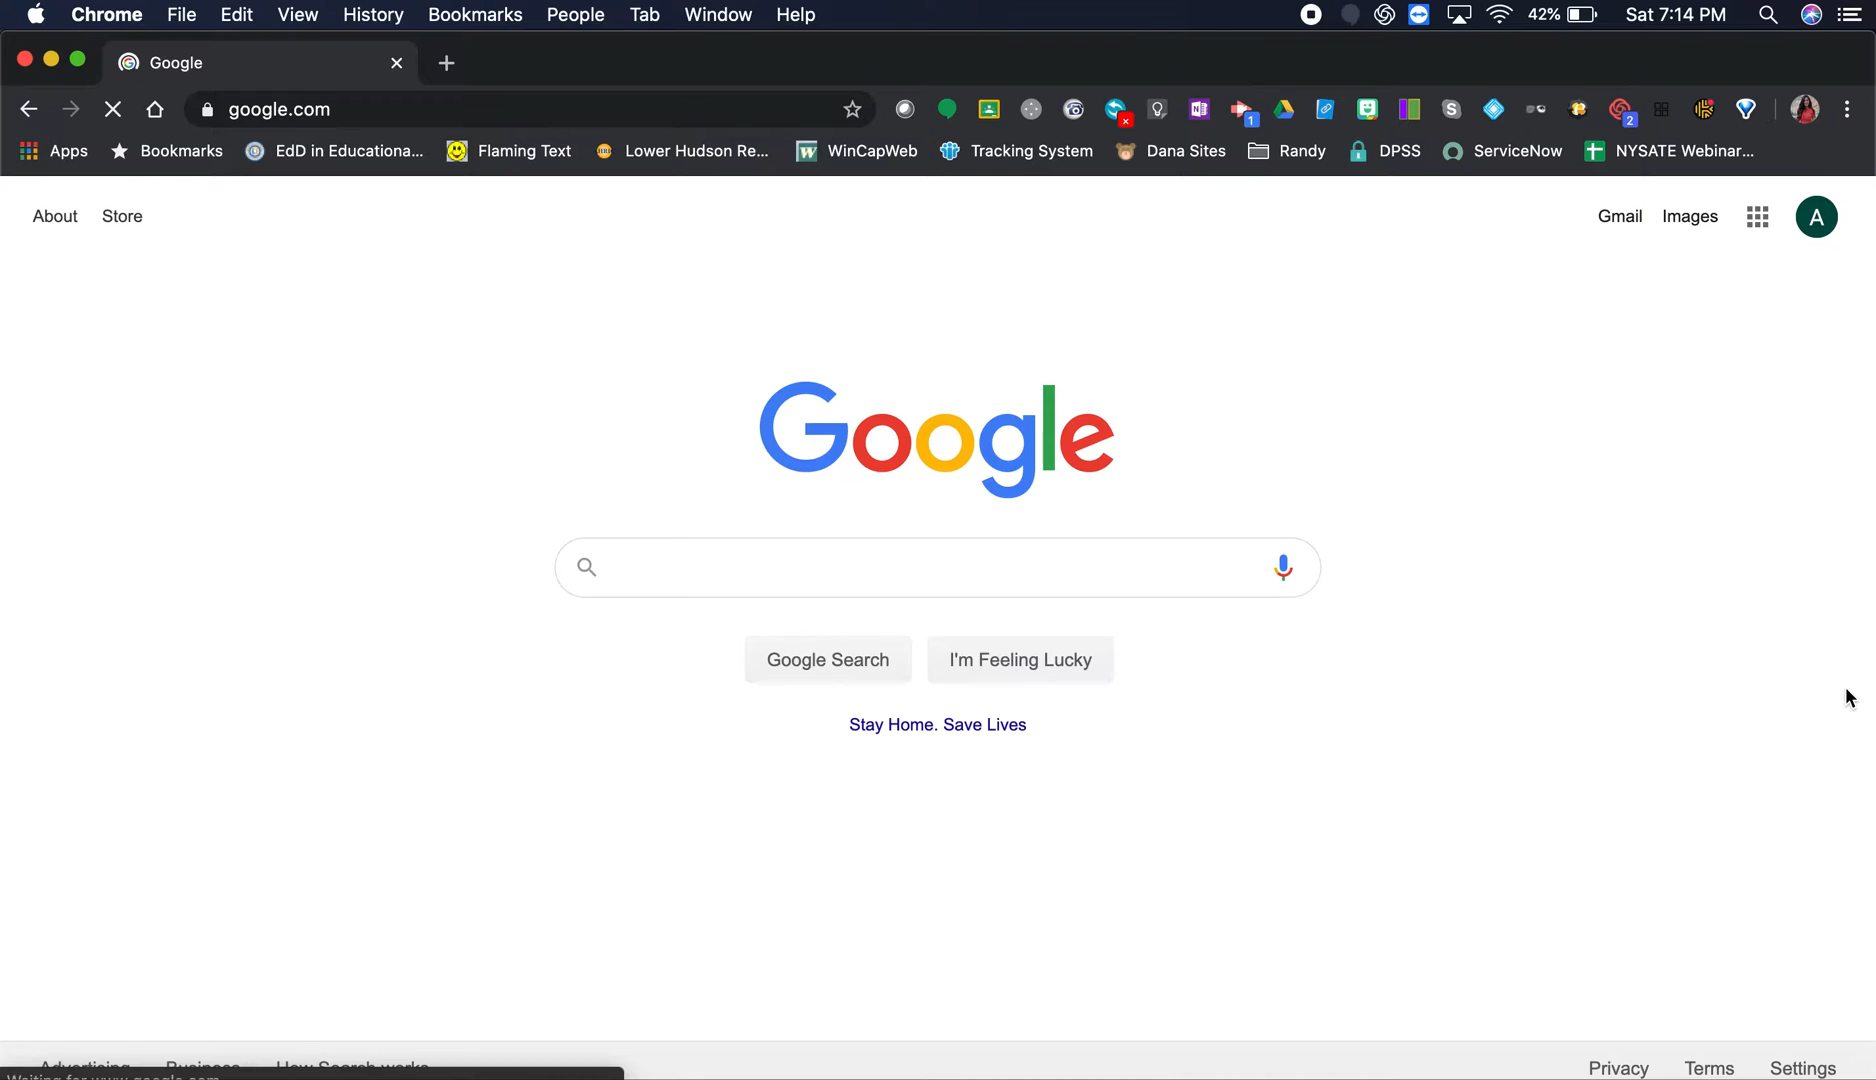 Chrome File Edit View History Bookmarks People Tab Window Help 42% Sat 7:14 PM
Google
google.com
1 2
Apps Bookmarks EdD in Educationa... Flaming Text Lower Hudson Re... WinCapWeb Tracking System Dana Sites Randy DPSS ServiceNow NYSATE Webinar...
About Store Gmail Images A
Google
Google Search I'm Feeling Lucky
Stay Home. Save Lives
Advertising Business How Search works Privacy Terms Settings
Waiting for www.google.com